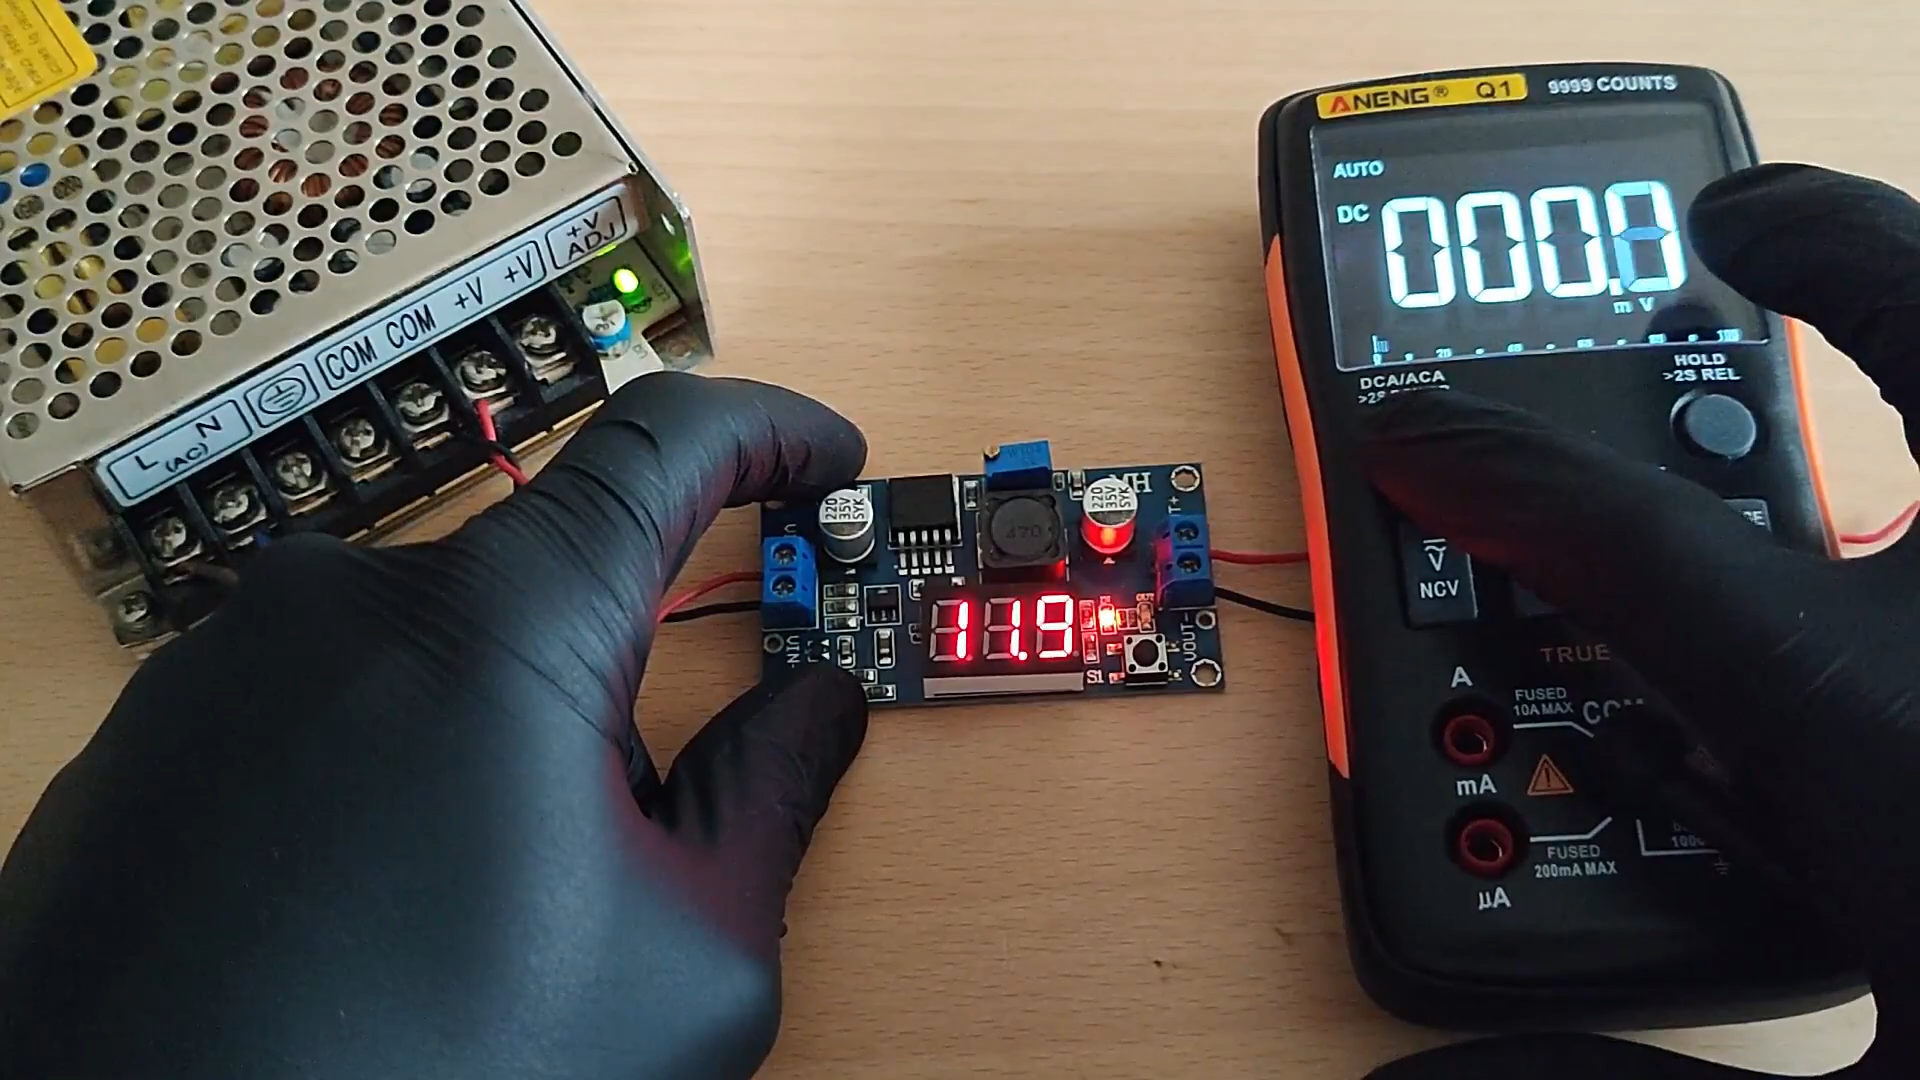 ANENG® Q1
9999 COUNTS
AUTO
DC
000.0
m V
HOLD
>2S REL
DCA/ACA
V
NCV
TRUE
A
FUSED
10A MAX
mA
FUSED
200mA MAX
µA
+V
ADJ
COM COM +V +V
L (AC) N
220
35V
SYK
220
35V
SYK
470
11.9
S1
VIN-
VOUT-
OUT